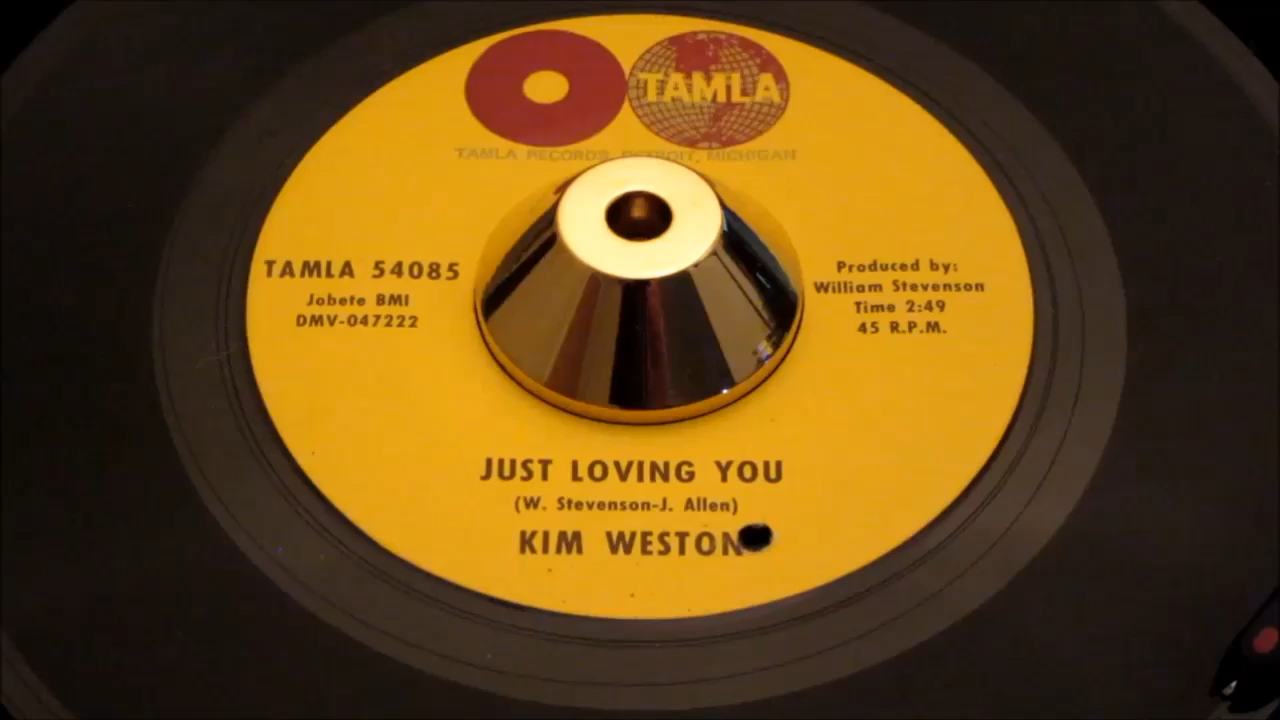 TAMLA
TAMLA RECORDS, DETROIT, MICHIGAN
TAMLA 54085
Jobete BMI
DMV-047222
Produced by:
William Stevenson
Time 2:49
45 R.P.M.
JUST LOVING YOU
(W. Stevenson-J. Allen)
KIM WESTON